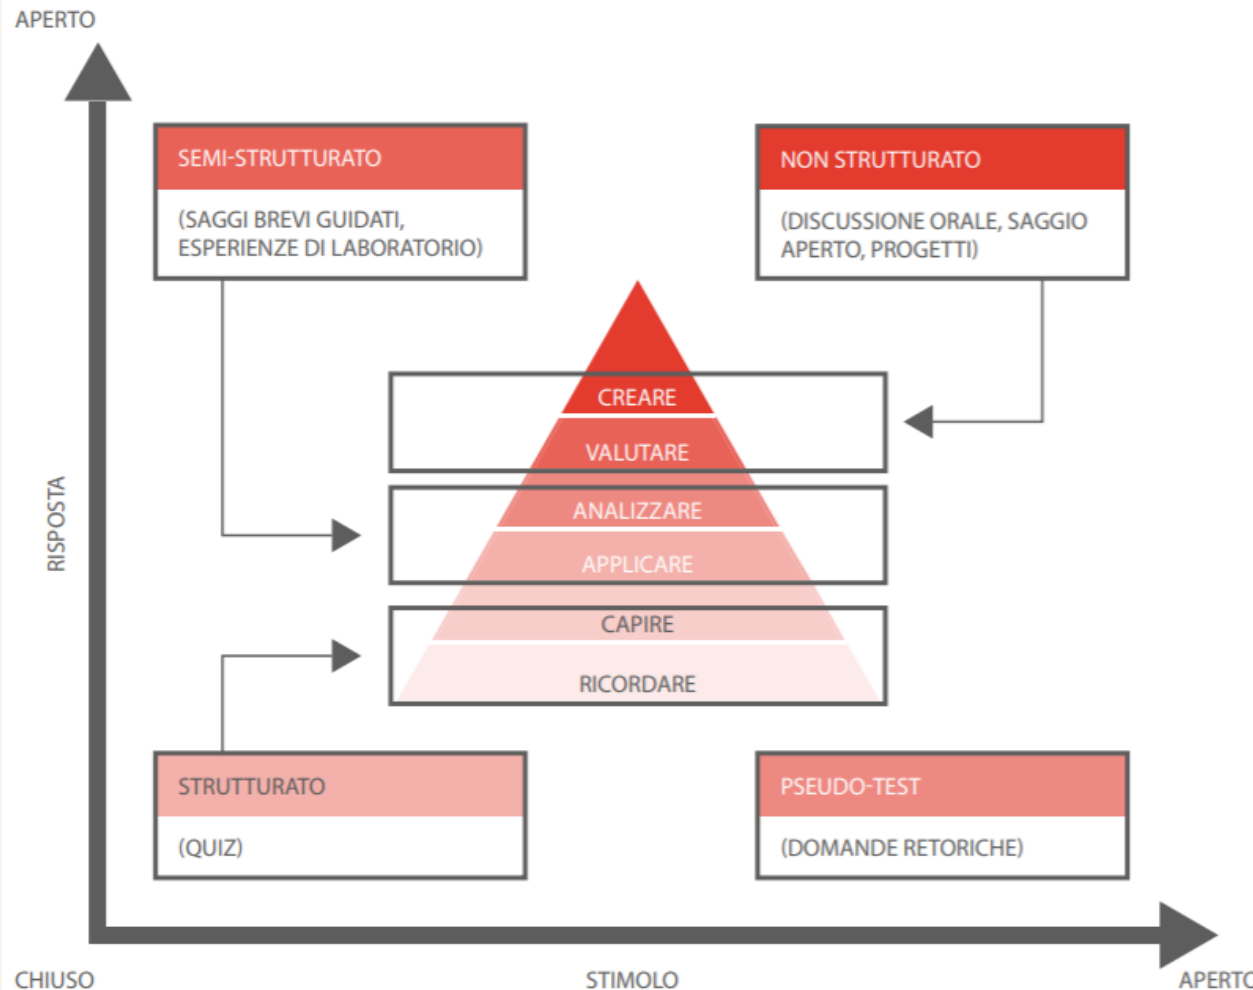 APERTO
SEMI-STRUTTURATO
(SAGGI BREVI GUIDATI,
ESPERIENZE DI LABORATORIO)
NON STRUTTURATO
(DISCUSSIONE ORALE, SAGGIO
APERTO, PROGETTI)
CREARE
VALUTARE
ANALIZZARE
APPLICARE
CAPIRE
RICORDARE
RISPOSTA
STRUTTURATO
(QUIZ)
PSEUDO-TEST
(DOMANDE RETORICHE)
CHIUSO
STIMOLO
APERTO